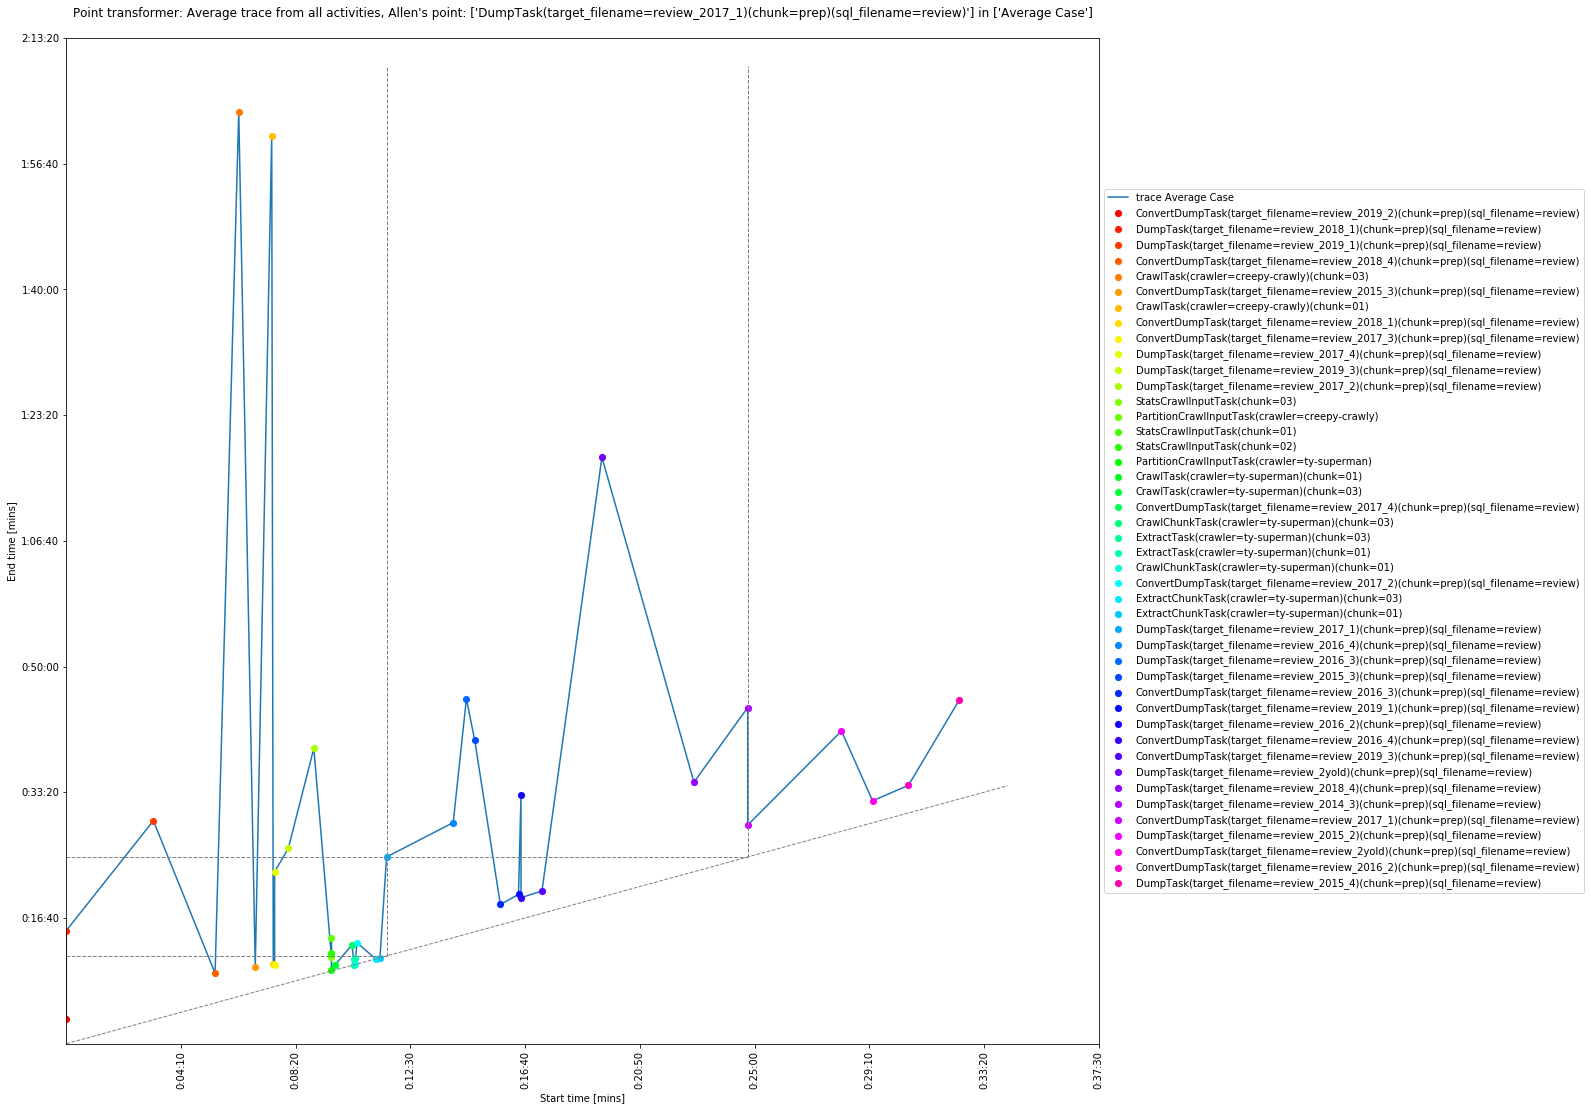 Point transformer: Average trace from all activities, Allen's point: ['DumpTask(target_filename=review_2017_1)(chunk=prep)(sql_filename=review)'] in ['Average Case']
2:13:20
1:56:40
1:40:00
1:23:20
1:06:40
0:50:00
0:33:20
0:16:40
End time [mins]
0:04:10
0:08:20
0:12:30
0:16:40
0:20:50
0:25:00
0:29:10
0:33:20
0:37:30
Start time [mins]
trace Average Case
ConvertDumpTask(target_filename=review_2019_2)(chunk=prep)(sql_filename=review)
DumpTask(target_filename=review_2018_1)(chunk=prep)(sql_filename=review)
DumpTask(target_filename=review_2019_1)(chunk=prep)(sql_filename=review)
ConvertDumpTask(target_filename=review_2018_4)(chunk=prep)(sql_filename=review)
CrawlTask(crawler=creepy-crawly)(chunk=03)
ConvertDumpTask(target_filename=review_2015_3)(chunk=prep)(sql_filename=review)
CrawlTask(crawler=creepy-crawly)(chunk=01)
ConvertDumpTask(target_filename=review_2018_1)(chunk=prep)(sql_filename=review)
ConvertDumpTask(target_filename=review_2017_3)(chunk=prep)(sql_filename=review)
DumpTask(target_filename=review_2017_4)(chunk=prep)(sql_filename=review)
DumpTask(target_filename=review_2019_3)(chunk=prep)(sql_filename=review)
DumpTask(target_filename=review_2017_2)(chunk=prep)(sql_filename=review)
StatsCrawlInputTask(chunk=03)
PartitionCrawlInputTask(crawler=creepy-crawly)
StatsCrawlInputTask(chunk=01)
StatsCrawlInputTask(chunk=02)
PartitionCrawlInputTask(crawler=ty-superman)
CrawlTask(crawler=ty-superman)(chunk=01)
CrawlTask(crawler=ty-superman)(chunk=03)
ConvertDumpTask(target_filename=review_2017_4)(chunk=prep)(sql_filename=review)
CrawlChunkTask(crawler=ty-superman)(chunk=03)
ExtractTask(crawler=ty-superman)(chunk=03)
ExtractTask(crawler=ty-superman)(chunk=01)
CrawlChunkTask(crawler=ty-superman)(chunk=01)
ConvertDumpTask(target_filename=review_2017_2)(chunk=prep)(sql_filename=review)
ExtractChunkTask(crawler=ty-superman)(chunk=03)
ExtractChunkTask(crawler=ty-superman)(chunk=01)
DumpTask(target_filename=review_2017_1)(chunk=prep)(sql_filename=review)
DumpTask(target_filename=review_2016_4)(chunk=prep)(sql_filename=review)
DumpTask(target_filename=review_2016_3)(chunk=prep)(sql_filename=review)
DumpTask(target_filename=review_2015_3)(chunk=prep)(sql_filename=review)
ConvertDumpTask(target_filename=review_2016_3)(chunk=prep)(sql_filename=review)
ConvertDumpTask(target_filename=review_2019_1)(chunk=prep)(sql_filename=review)
DumpTask(target_filename=review_2016_2)(chunk=prep)(sql_filename=review)
ConvertDumpTask(target_filename=review_2016_4)(chunk=prep)(sql_filename=review)
ConvertDumpTask(target_filename=review_2019_3)(chunk=prep)(sql_filename=review)
DumpTask(target_filename=review_2yold)(chunk=prep)(sql_filename=review)
DumpTask(target_filename=review_2018_4)(chunk=prep)(sql_filename=review)
DumpTask(target_filename=review_2014_3)(chunk=prep)(sql_filename=review)
ConvertDumpTask(target_filename=review_2017_1)(chunk=prep)(sql_filename=review)
DumpTask(target_filename=review_2015_2)(chunk=prep)(sql_filename=review)
ConvertDumpTask(target_filename=review_2yold)(chunk=prep)(sql_filename=review)
ConvertDumpTask(target_filename=review_2016_2)(chunk=prep)(sql_filename=review)
DumpTask(target_filename=review_2015_4)(chunk=prep)(sql_filename=review)